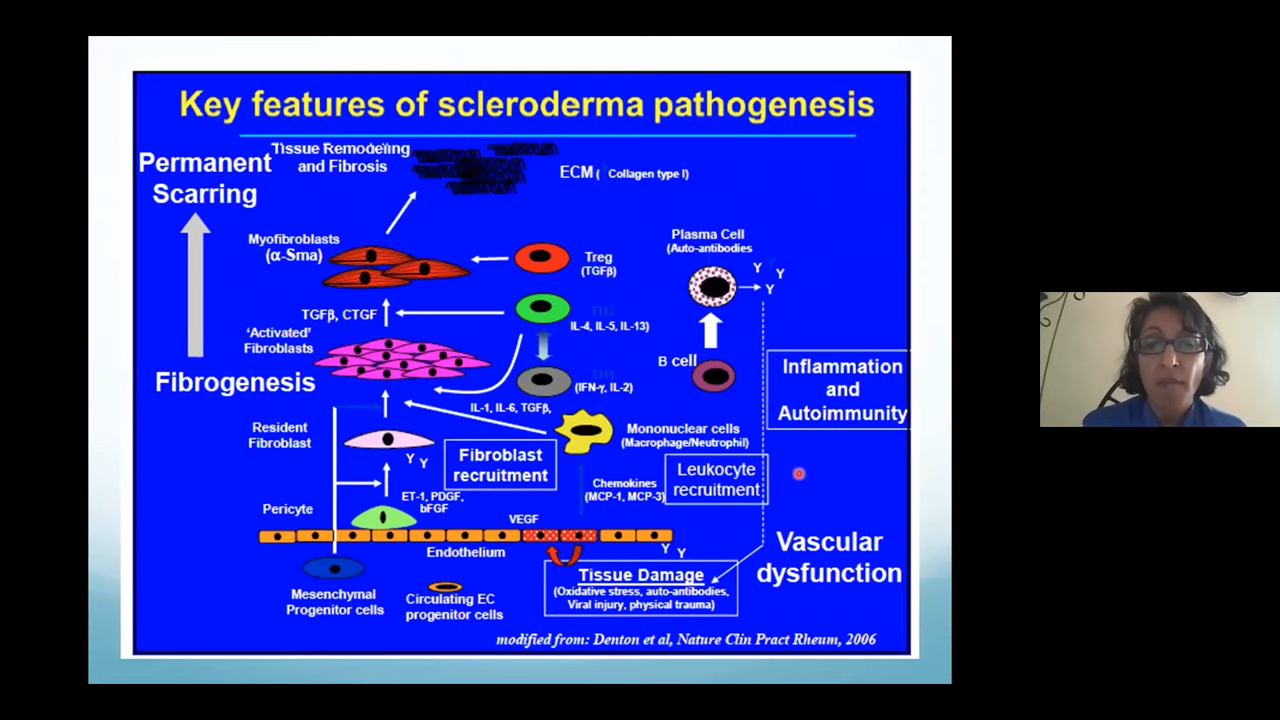 Key features of scleroderma pathogenesis
Permanent
Scarring
Tissue Remodeling
and Fibrosis
ECM ( Collagen type I)
Myofibroblasts
(α-Sma)
Treg
(TGFβ)
Plasma Cell
(Auto-antibodies
Y
Y
Y
TGFβ, CTGF
TH2
IL-4, IL-5, IL-13)
'Activated'
Fibroblasts
B cell
Inflammation
and
Autoimmunity
Fibrogenesis
TH1
(IFN-γ, IL-2)
IL-1, IL-6, TGFβ,
Resident
Fibroblast
Y Y
Fibroblast
recruitment
Mononuclear cells
(Macrophage/Neutrophil)
Leukocyte
recruitment
Chemokines
(MCP-1, MCP-3)
ET-1, PDGF,
bFGF
Pericyte
VEGF
Endothelium
Y Y
Vascular
dysfunction
Tissue Damage
(Oxidative stress, auto-antibodies,
Viral injury, physical trauma)
Mesenchymal
Progenitor cells
Circulating EC
progenitor cells
modified from: Denton et al, Nature Clin Pract Rheum, 2006